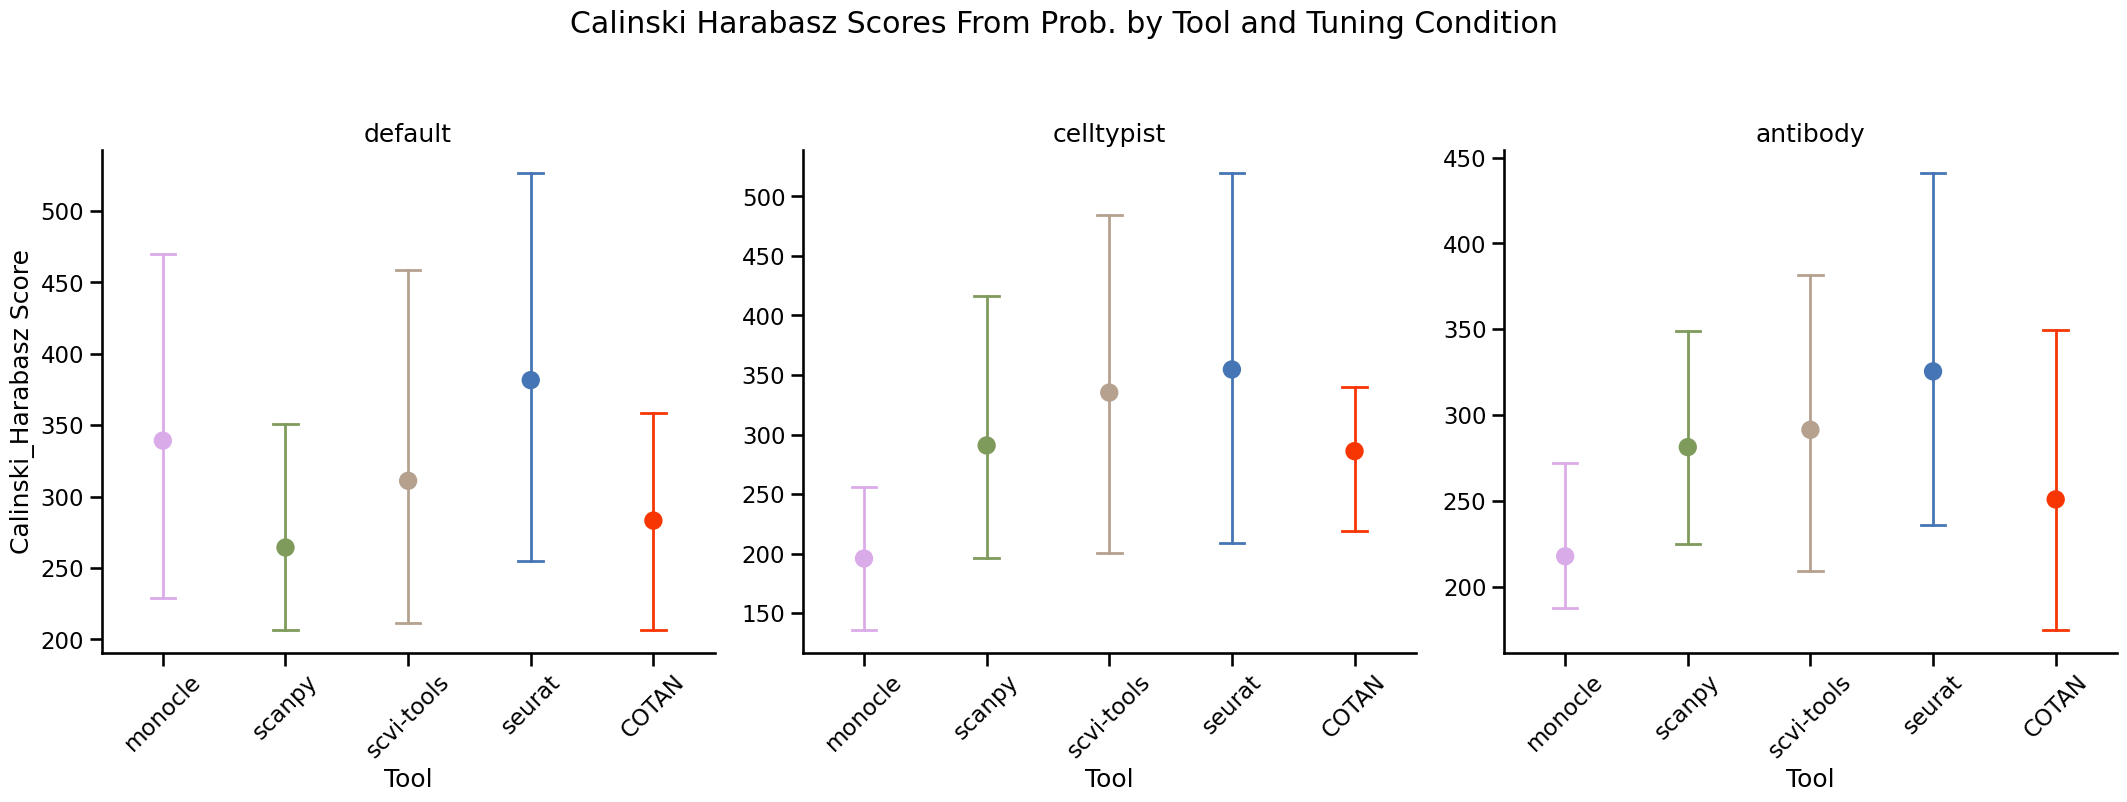 Calinski Harabasz Scores From Prob. by Tool and Tuning Condition
default
Calinski_Harabasz Score
500
450
400
350
300
250
200
monocle
scanpy
scvi-tools
seurat
COTAN
Tool
celltypist
500
450
400
350
300
250
200
150
monocle
scanpy
scvi-tools
seurat
COTAN
Tool
antibody
450
400
350
300
250
200
monocle
scanpy
scvi-tools
seurat
COTAN
Tool